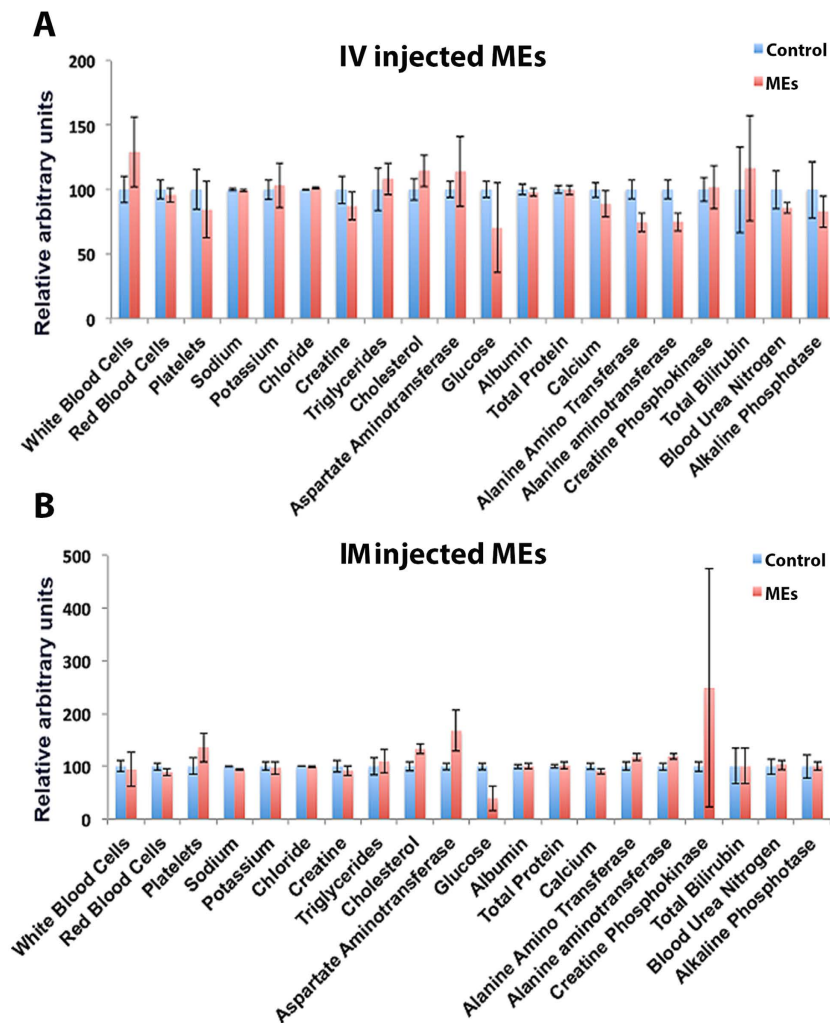 A
IV injected MEs
Control
MEs
Relative arbitrary units
200
150
100
50
0
White Blood Cells
Red Blood Cells
Platelets
Sodium
Potassium
Chloride
Creatine
Triglycerides
Cholesterol
Aspartate Aminotransferase
Glucose
Albumin
Total Protein
Calcium
Alanine Amino Transferase
Alanine aminotransferase
Creatine Phosphokinase
Total Bilirubin
Blood Urea Nitrogen
Alkaline Phosphotase
B
IM injected MEs
Control
MEs
Relative arbitrary units
500
400
300
200
100
0
White Blood Cells
Red Blood Cells
Platelets
Sodium
Potassium
Chloride
Creatine
Triglycerides
Cholesterol
Aspartate Aminotransferase
Glucose
Albumin
Total Protein
Calcium
Alanine Amino Transferase
Alanine aminotransferase
Creatine Phosphokinase
Total Bilirubin
Blood Urea Nitrogen
Alkaline Phosphotase